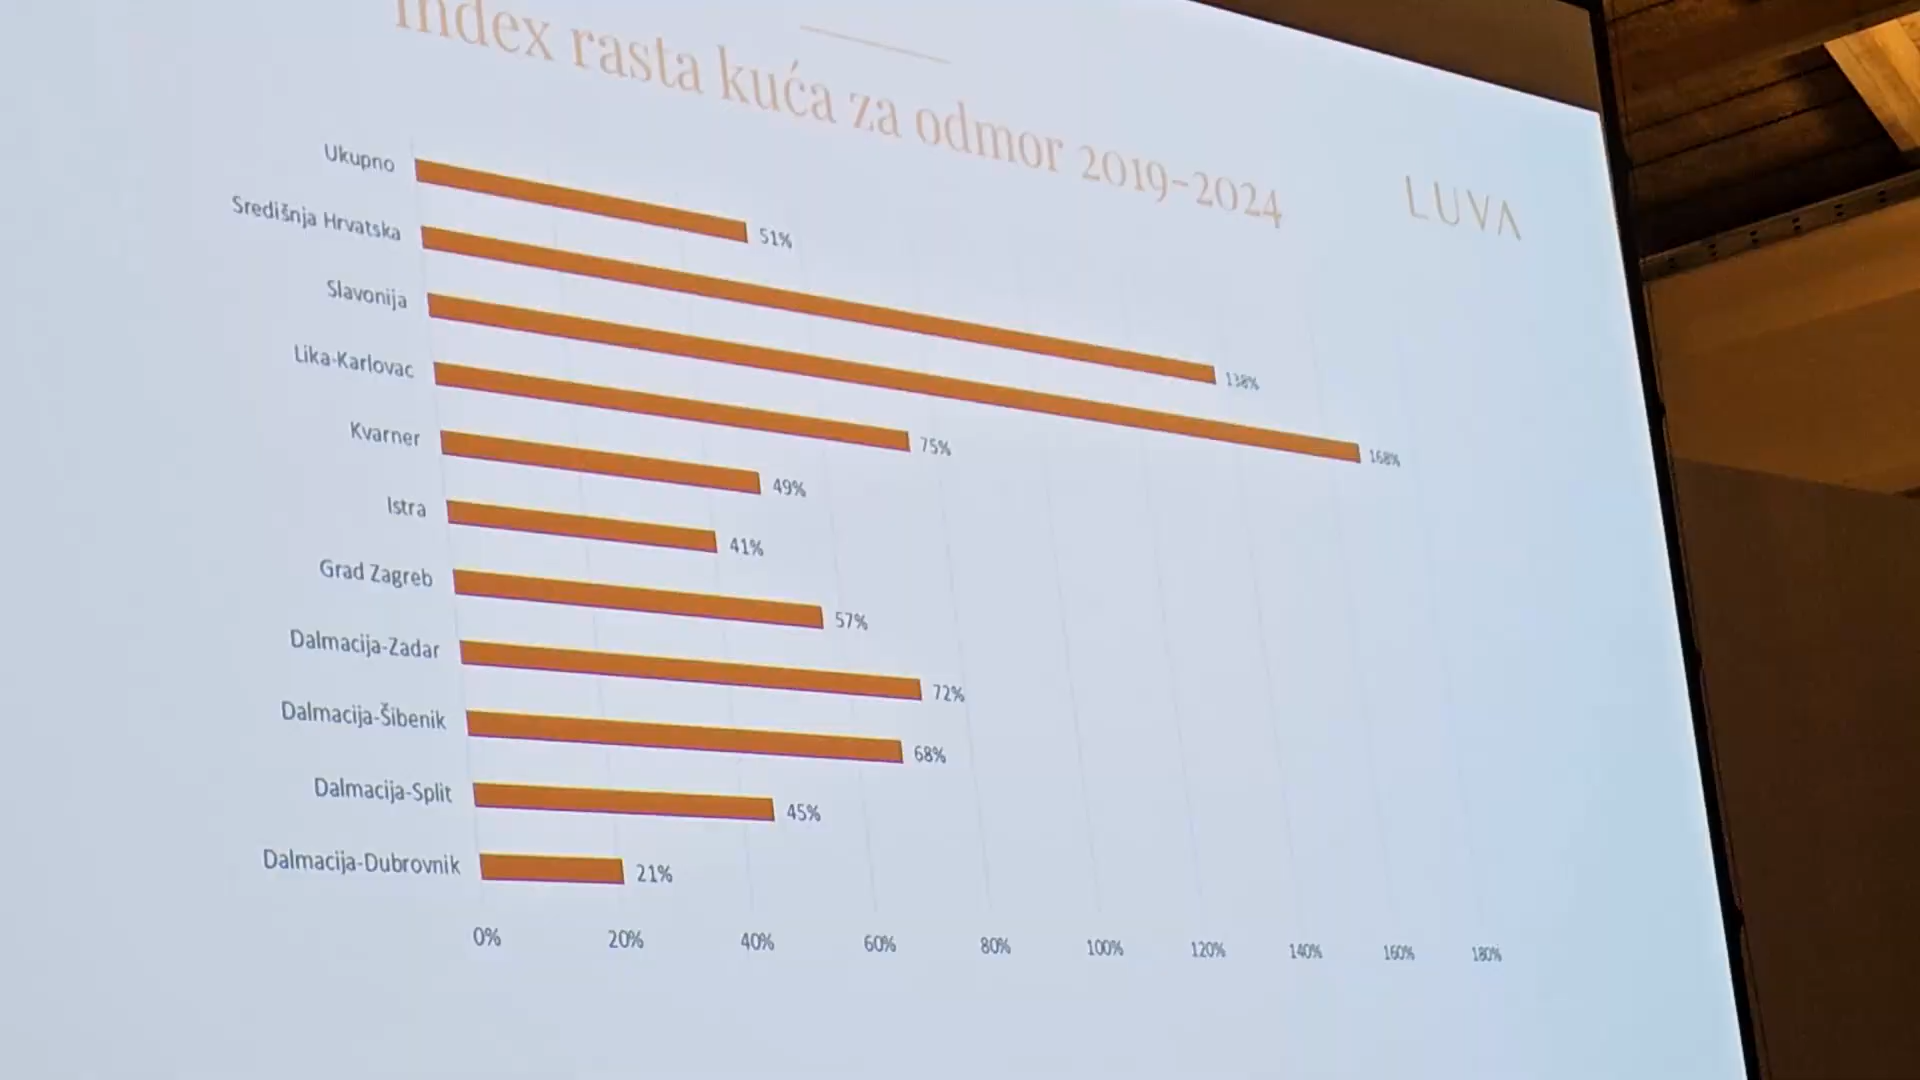 Index rasta kuća za odmor 2019-2024
LUVA
Ukupno 51%
Središnja Hrvatska 138%
Slavonija 168%
Lika-Karlovac 75%
Kvarner 49%
Istra 41%
Grad Zagreb 57%
Dalmacija-Zadar 72%
Dalmacija-Šibenik 68%
Dalmacija-Split 45%
Dalmacija-Dubrovnik 21%
0% 20% 40% 60% 80% 100% 120% 140% 160% 180%